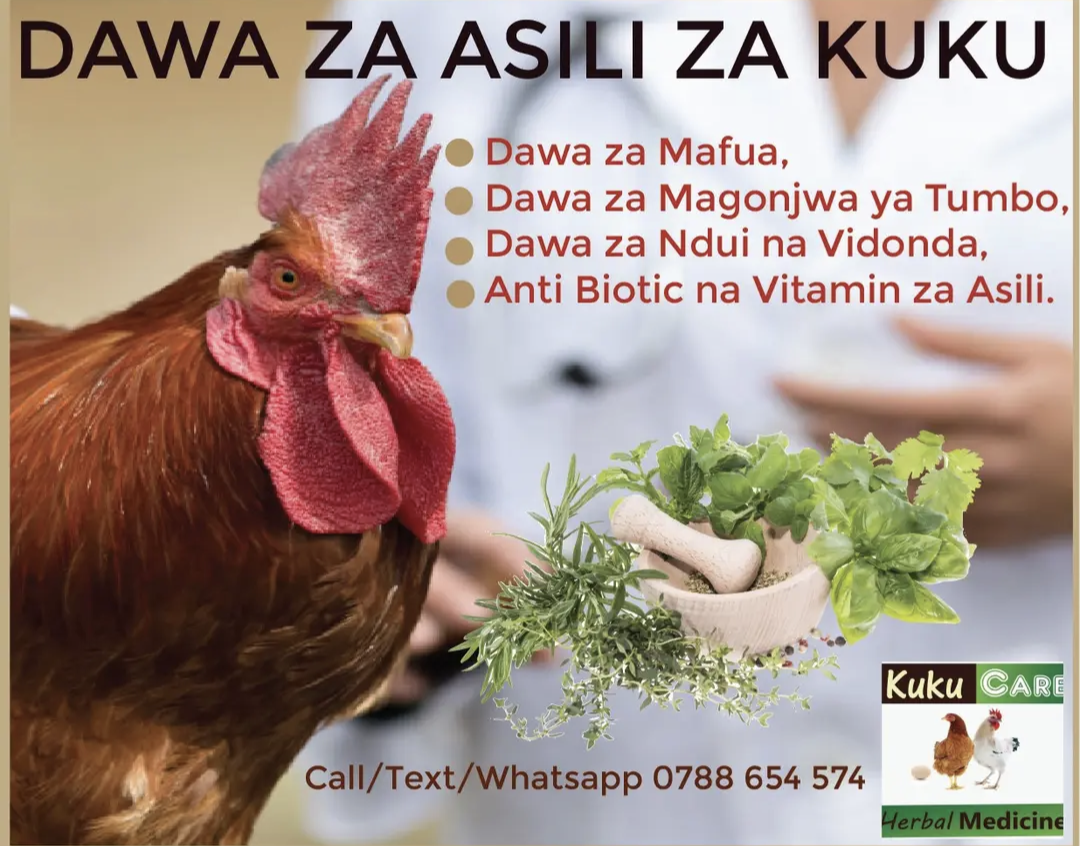 DAWA ZA ASILI ZA KUKU
Dawa za Mafua,
Dawa za Magonjwa ya Tumbo,
Dawa za Ndui na Vidonda,
Anti Biotic na Vitamin za Asili.
Call/Text/Whatsapp 0788 654 574
Kuku CARE
Herbal Medicine